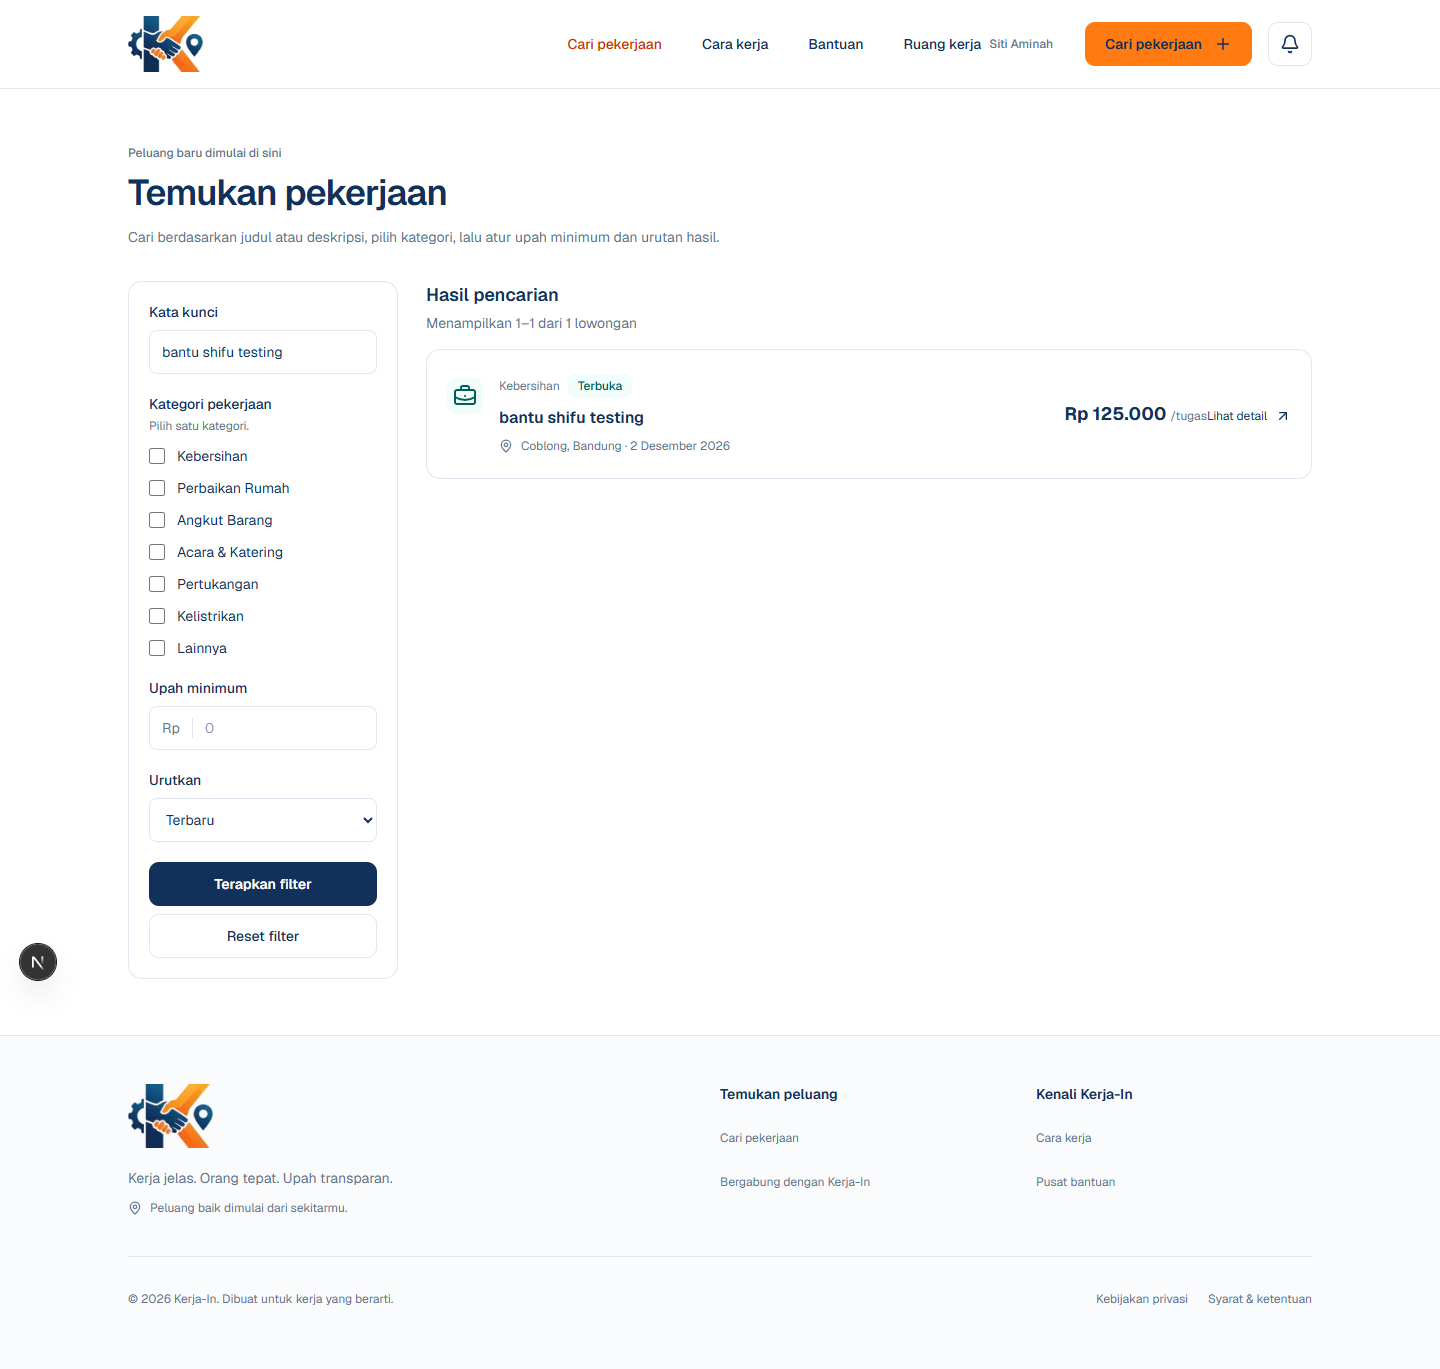 Cari pekerjaan
Cara kerja
Bantuan
Ruang kerja Siti Aminah
Cari pekerjaan
Peluang baru dimulai di sini
Temukan pekerjaan
Cari berdasarkan judul atau deskripsi, pilih kategori, lalu atur upah minimum dan urutan hasil.
Kata kunci
bantu shifu testing
Kategori pekerjaan
Pilih satu kategori.
Kebersihan
Perbaikan Rumah
Angkut Barang
Acara & Katering
Pertukangan
Kelistrikan
Lainnya
Upah minimum
Rp 0
Urutkan
Terbaru
Terapkan filter
Reset filter
Hasil pencarian
Menampilkan 1–1 dari 1 lowongan
Kebersihan Terbuka
bantu shifu testing
Coblong, Bandung · 2 Desember 2026
Rp 125.000 /tugas
Lihat detail
N
K
Kerja jelas. Orang tepat. Upah transparan.
Peluang baik dimulai dari sekitarmu.
Temukan peluang
Cari pekerjaan
Bergabung dengan Kerja-In
Kenali Kerja-In
Cara kerja
Pusat bantuan
© 2026 Kerja-In. Dibuat untuk kerja yang berarti.
Kebijakan privasi
Syarat & ketentuan